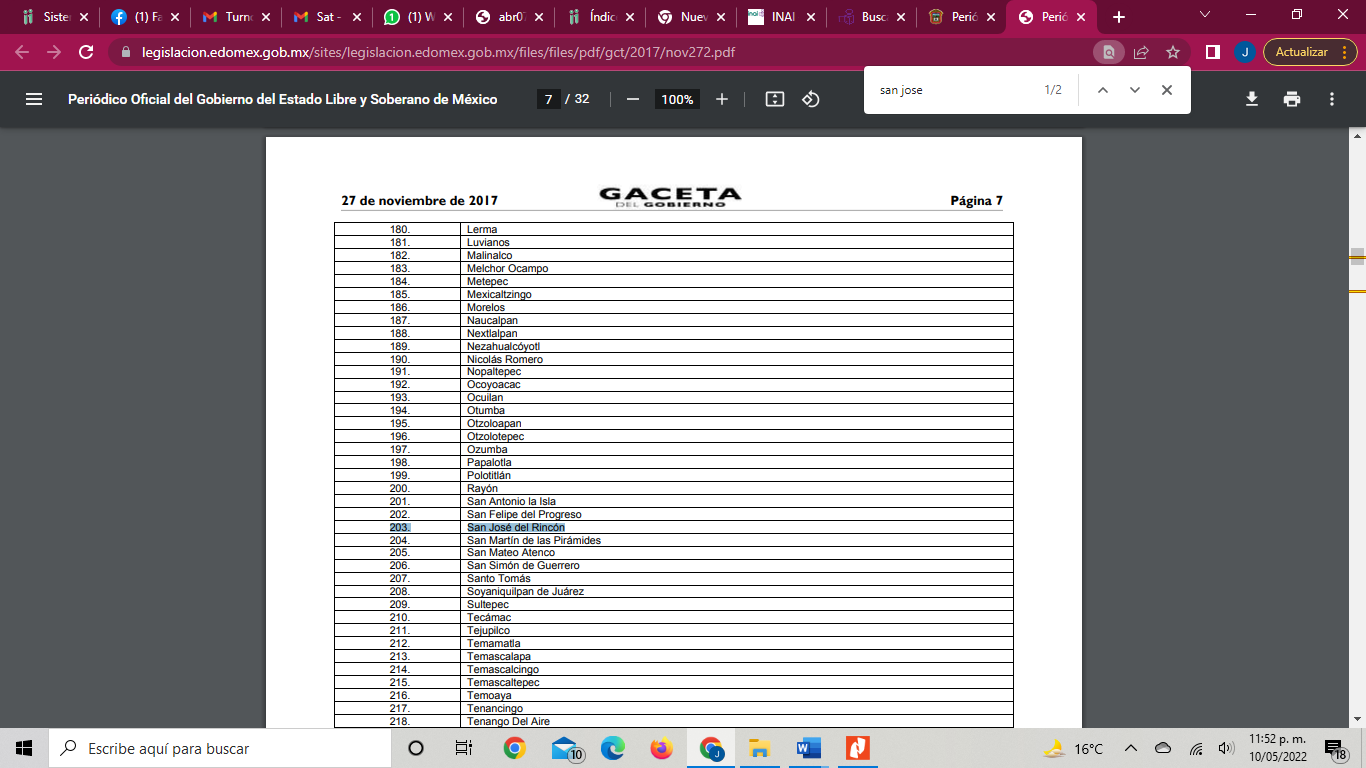 Sister
(1) Fa
Turno
Sat -
(1) W
abr0
Índice
Nuev
INAI
Busca
Perió
Perió
legislacion.edomex.gob.mx/sites/legislacion.edomex.gob.mx/files/files/pdf/gct/2017/nov272.pdf
J
Actualizar
Periódico Oficial del Gobierno del Estado Libre y Soberano de México
7 / 32
100%
san jose
1/2
27 de noviembre de 2017
GACETA
DEL GOBIERNO
Página 7
180. Lerma
181. Luvianos
182. Malinalco
183. Melchor Ocampo
184. Metepec
185. Mexicaltzingo
186. Morelos
187. Naucalpan
188. Nextlalpan
189. Nezahualcóyotl
190. Nicolás Romero
191. Nopaltepec
192. Ocoyoacac
193. Ocuilan
194. Otumba
195. Otzoloapan
196. Otzolotepec
197. Ozumba
198. Papalotla
199. Polotitlán
200. Rayón
201. San Antonio la Isla
202. San Felipe del Progreso
203. San José del Rincón
204. San Martín de las Pirámides
205. San Mateo Atenco
206. San Simón de Guerrero
207. Santo Tomás
208. Soyaniquilpan de Juárez
209. Sultepec
210. Tecámac
211. Tejupilco
212. Temamatla
213. Temascalapa
214. Temascalcingo
215. Temascaltepec
216. Temoaya
217. Tenancingo
218. Tenango Del Aire
Escribe aquí para buscar
10
J
16°C
11:52 p. m.
10/05/2022
18